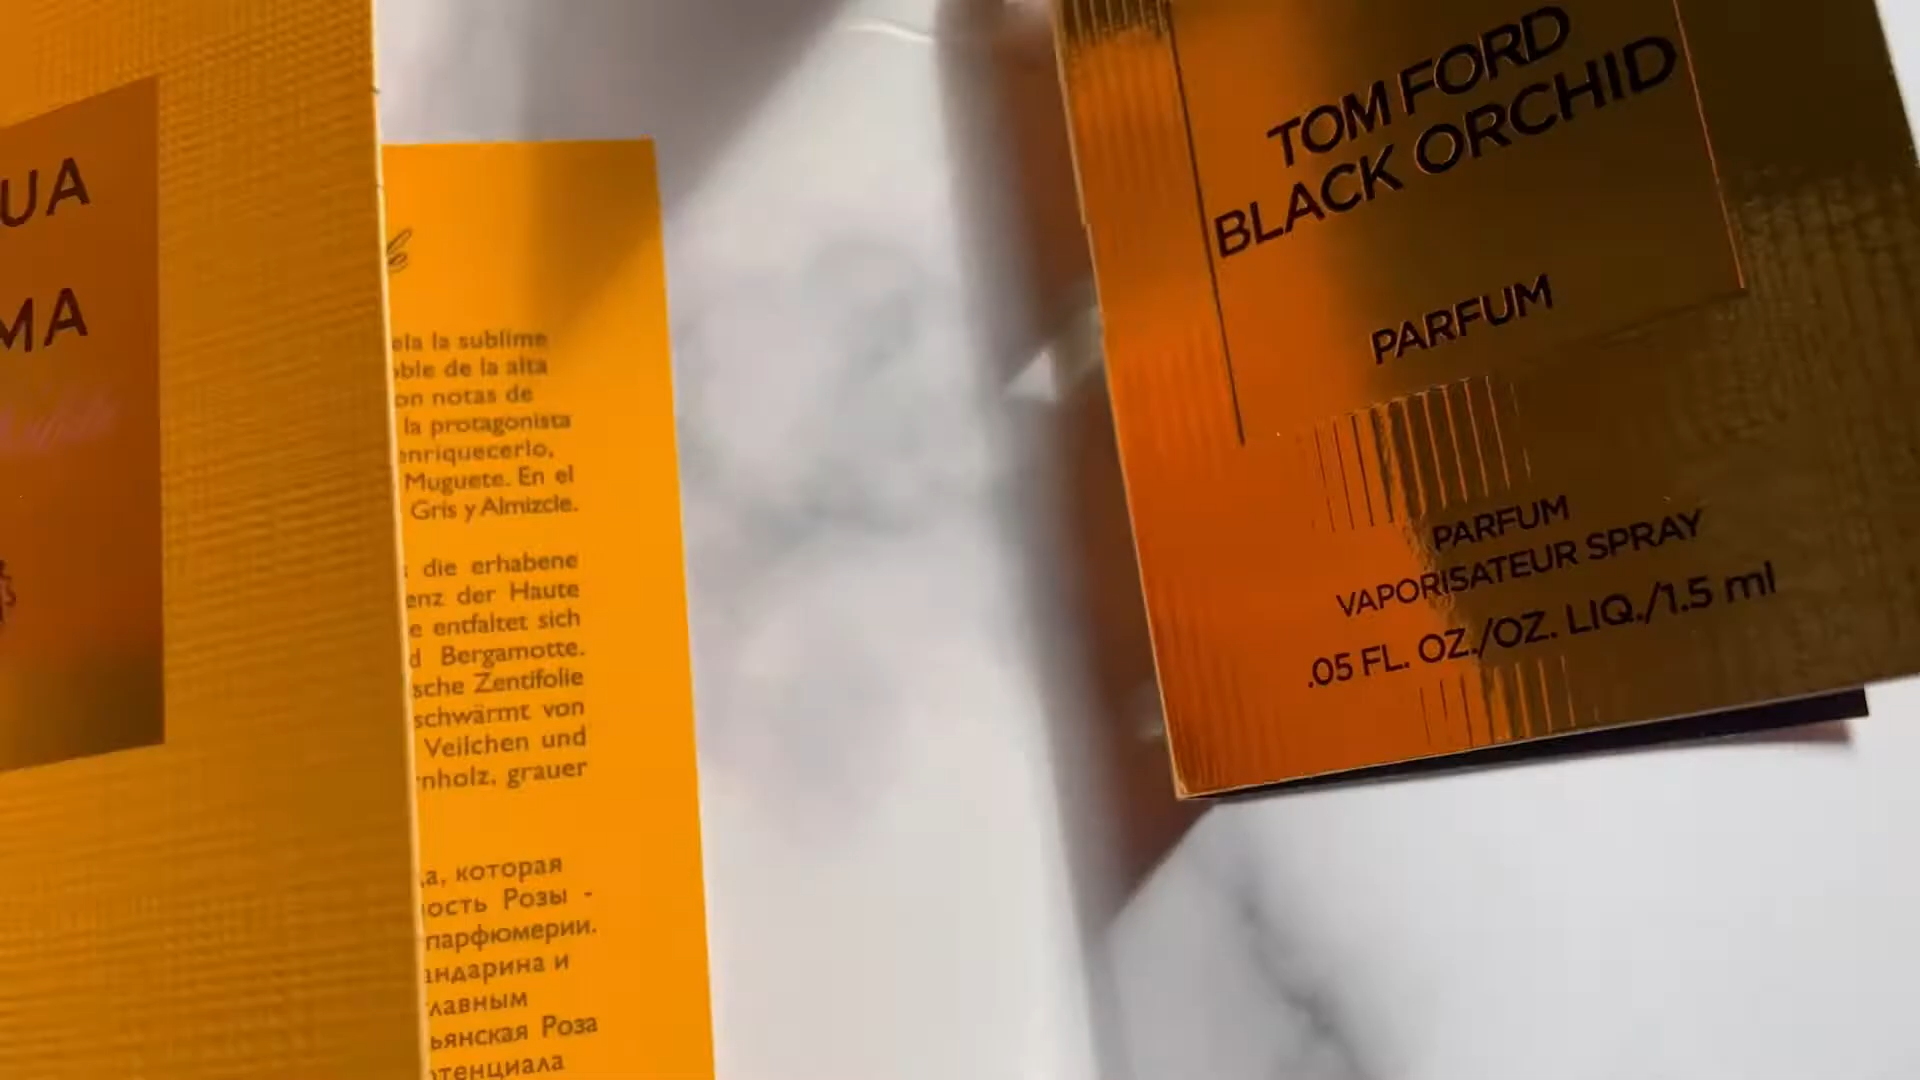 UA
MA
ela la sublime
oble de la alta
on notas de
la protagonista
enriquecerlo,
Muguete. En el
Gris y Almizcle.
die erhabene
enz der Haute
e entfaltet sich
d Bergamotte.
sche Zentifolie
schwärmt von
Veilchen und
nholz, grauer
а, которая
ость Розы -
парфюмерии.
андарина и
главным
ьянская Роза
отенциала
TOM FORD
BLACK ORCHID
PARFUM
PARFUM
VAPORISATEUR SPRAY
.05 FL. OZ./OZ. LIQ./1.5 ml